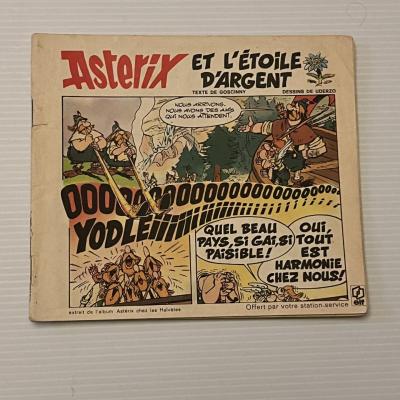 Asterix ET L'ÉTOILE
D'ARGENT
TEXTE DE GOSCINNY DESSINS DE UDERZO
NOUS ARRIVONS.
NOUS AVONS DES AMIS
QUI NOUS ATTENDENT.
YODLEÏIIIIIIIIIII
QUEL BEAU
PAYS, SI GAI, SI
PAISIBLE!
OUI,
TOUT
EST
HARMONIE
CHEZ NOUS!
extrait de l'album Astérix chez les Helvètes
Offert par votre station-service
elf